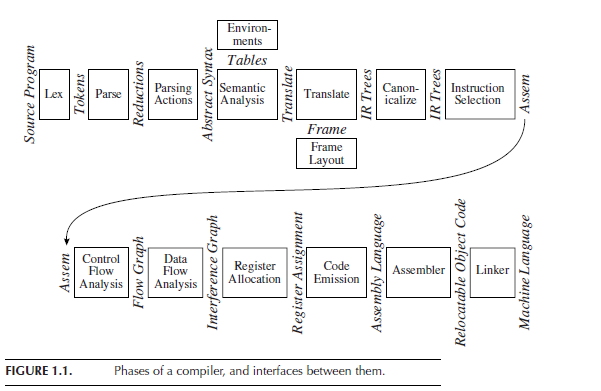 Environ-
ments
Tables
Source Program
Lex
Tokens
Parse
Reductions
Parsing
Actions
Abstract Syntax
Semantic
Analysis
Translate
Translate
IR Trees
Canon-
icalize
IR Trees
Instruction
Selection
Assem
Frame
Frame
Layout
Assem
Control
Flow
Analysis
Flow Graph
Data
Flow
Analysis
Interference Graph
Register
Allocation
Register Assignment
Code
Emission
Assembly Language
Assembler
Relocatable Object Code
Linker
Machine Language
FIGURE 1.1. Phases of a compiler, and interfaces between them.